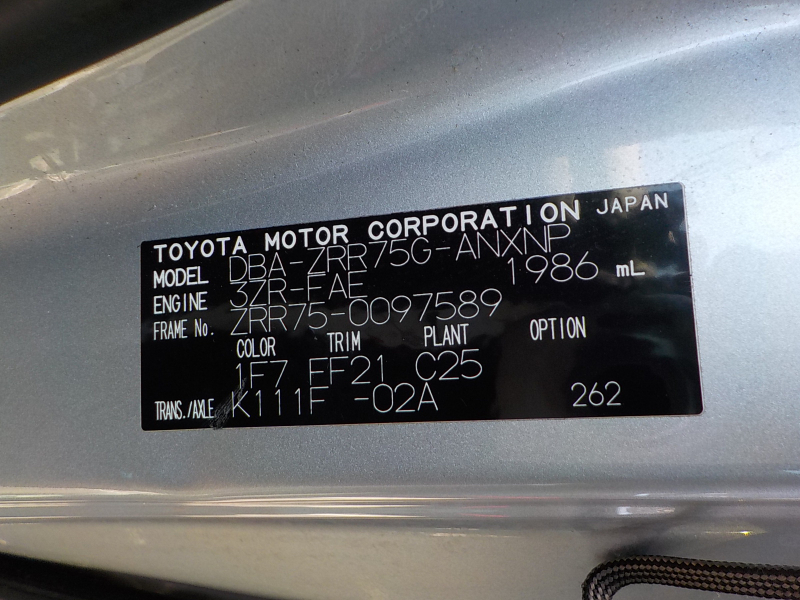 TOYOTA MOTOR CORPORATION JAPAN
MODEL DBA-ZRR75G-ANXNP
ENGINE 3ZR-FAE 1986 mL
FRAME No. ZRR75-0097589
COLOR TRIM PLANT OPTION
1F7 FF21 C25
TRANS./AXLE K111F -02A 262